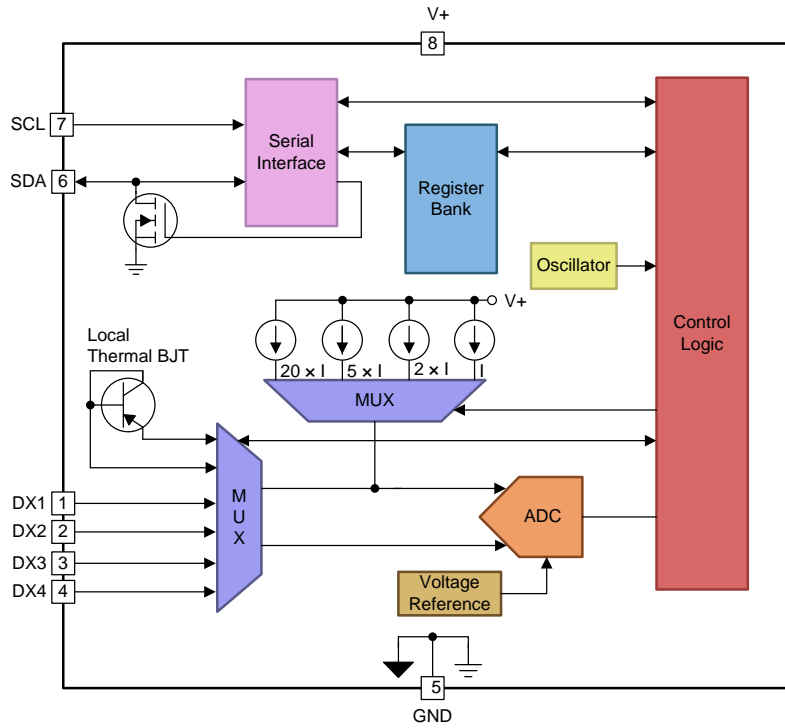 V+
8
SCL 7
SDA 6
Serial
Interface
Register
Bank
Oscillator
Control
Logic
V+
20 × I 5 × I 2 × I I
MUX
Local
Thermal BJT
M
U
X
DX1 1
DX2 2
DX3 3
DX4 4
ADC
Voltage
Reference
5
GND